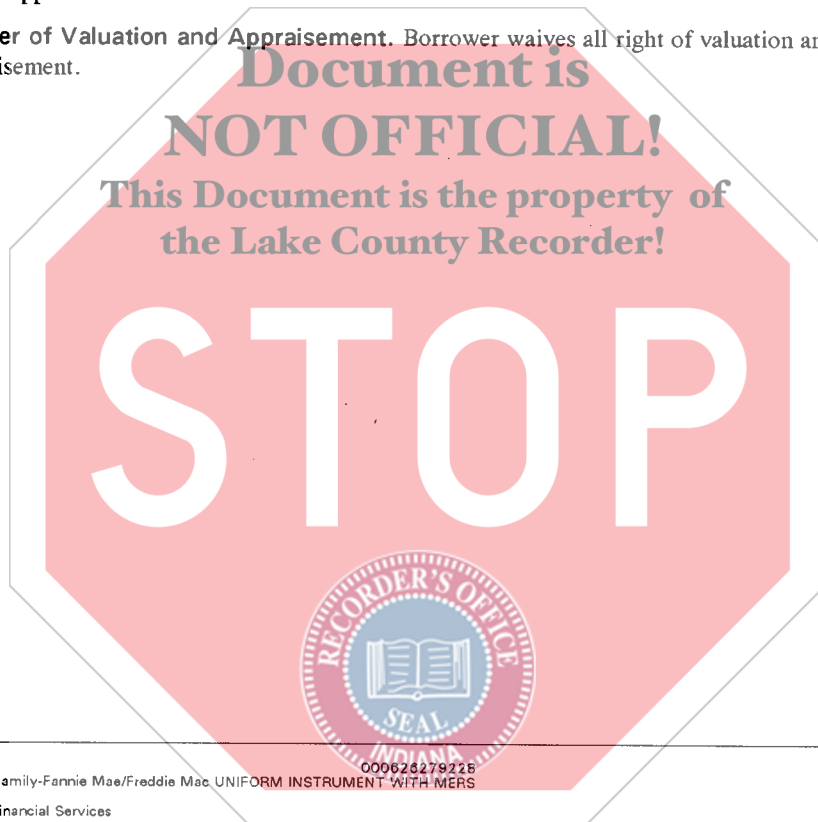 er of Valuation and Appraisement. Borrower waives all right of valuation
isement.
Document is
NOT OFFICIAL!
This Document is the property of
the Lake County Recorder!
STOP
RECORDER'S OFFICE
SEAL
INDIANA
000626279228
amily-Fannie Mae/Freddie Mac UNIFORM INSTRUMENT WITH MERS
inancial Services